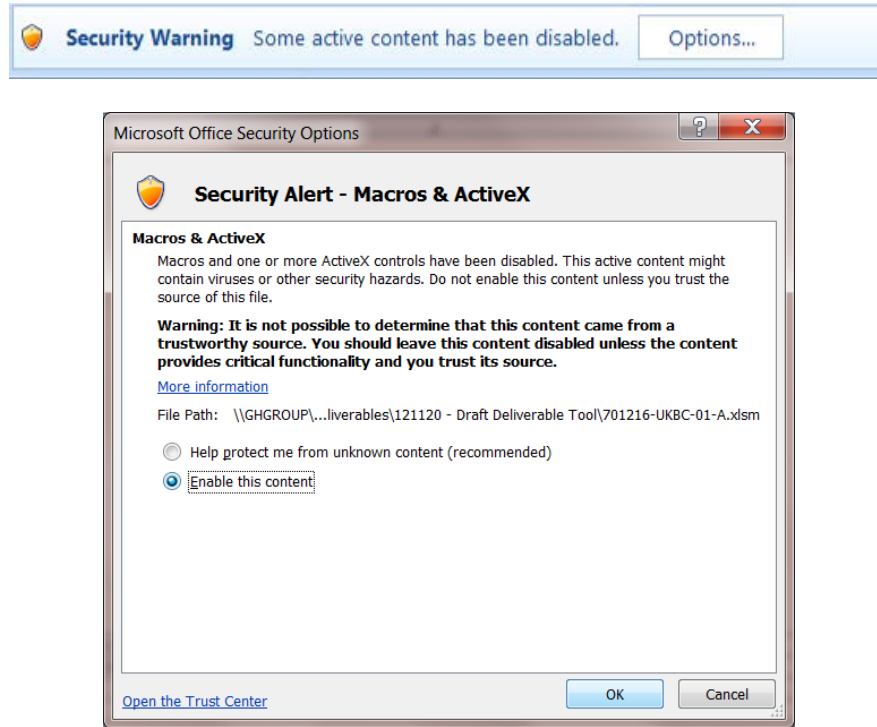 Security Warning Some active content has been disabled. Options...
Microsoft Office Security Options
Security Alert - Macros & ActiveX
Macros & ActiveX
Macros and one or more ActiveX controls have been disabled. This active content might
contain viruses or other security hazards. Do not enable this content unless you trust the
source of this file.
Warning: It is not possible to determine that this content came from a
trustworthy source. You should leave this content disabled unless the content
provides critical functionality and you trust its source.
More information
File Path: \\GHGROUP\...liverables\121120 - Draft Deliverable Tool\701216-UKBC-01-A.xlsm
Help protect me from unknown content (recommended)
Enable this content
Open the Trust Center OK Cancel